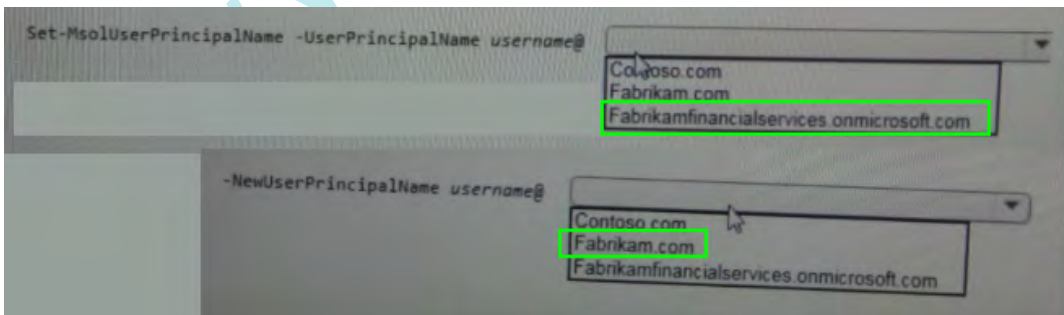 Set-MsolUserPrincipalName -UserPrincipalName username@
Contoso.com
Fabrikam.com
Fabrikamfinancialservices.onmicrosoft.com
-NewUserPrincipalName username@
Contoso.com
Fabrikam.com
Fabrikamfinancialservices.onmicrosoft.com